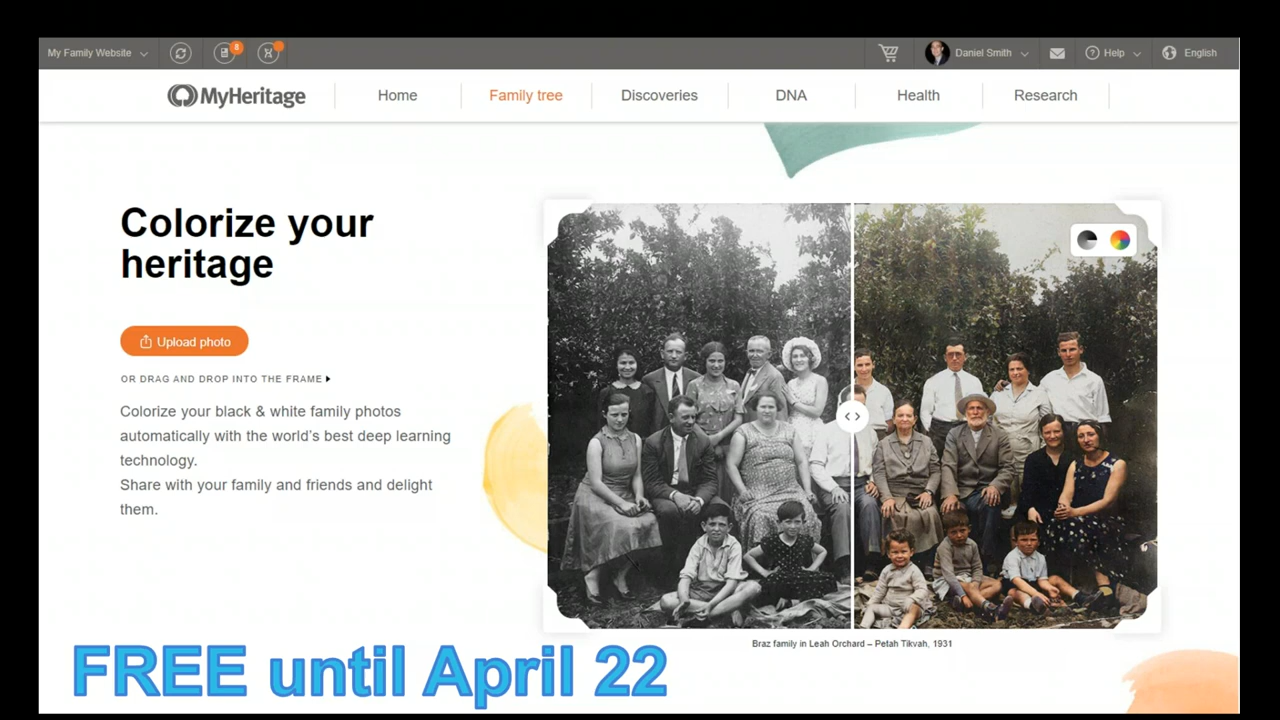 My Family Website
8
Daniel Smith
Help
English
MyHeritage
Home
Family tree
Discoveries
DNA
Health
Research
Colorize your
heritage
Upload photo
OR DRAG AND DROP INTO THE FRAME
Colorize your black & white family photos
automatically with the world's best deep learning
technology.
Share with your family and friends and delight
them.
Braz family in Leah Orchard – Petah Tikvah, 1931
FREE until April 22